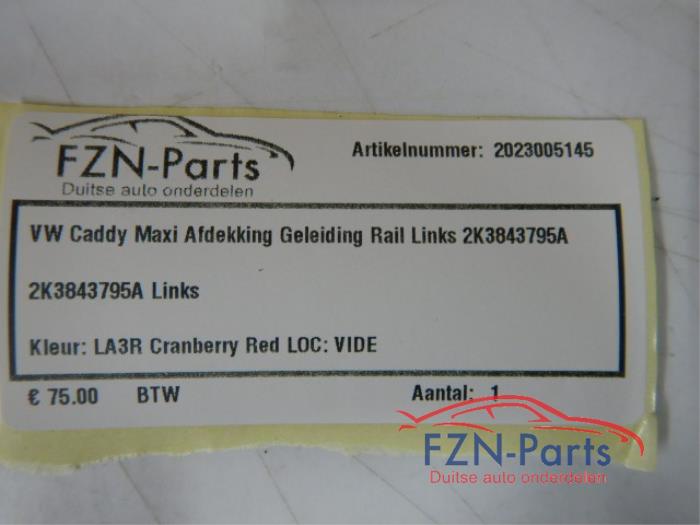 FZN-Parts
Duitse auto onderdelen
Artikelnummer: 2023005145
VW Caddy Maxi Afdekking Geleiding Rail Links 2K3843795A
2K3843795A Links
Kleur: LA3R Cranberry Red LOC: VIDE
€ 75.00 BTW Aantal: 1
FZN-Parts
Duitse auto onderdelen